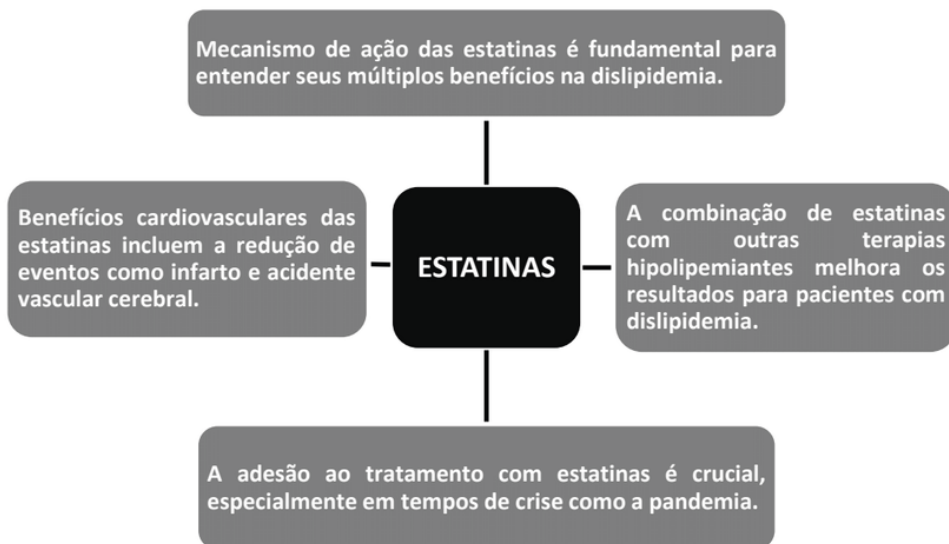 Mecanismo de ação das estatinas é fundamental para
entender seus múltiplos benefícios na dislipidemia.
Benefícios cardiovasculares das
estatinas incluem a redução de
eventos como infarto e acidente
vascular cerebral.
ESTATINAS
A combinação de estatinas
com outras terapias
hipolipemiantes melhora os
resultados para pacientes com
dislipidemia.
A adesão ao tratamento com estatinas é crucial,
especialmente em tempos de crise como a pandemia.